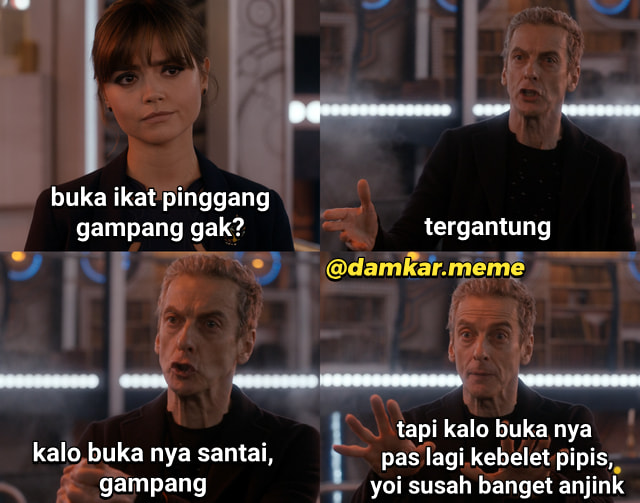 buka ikat pinggang
gampang gak?
tergantung
kalo buka nya santai,
gampang
@damkar.meme
tapi kalo buka nya
pas lagi kebelet pipis,
yoi susah banget anjink